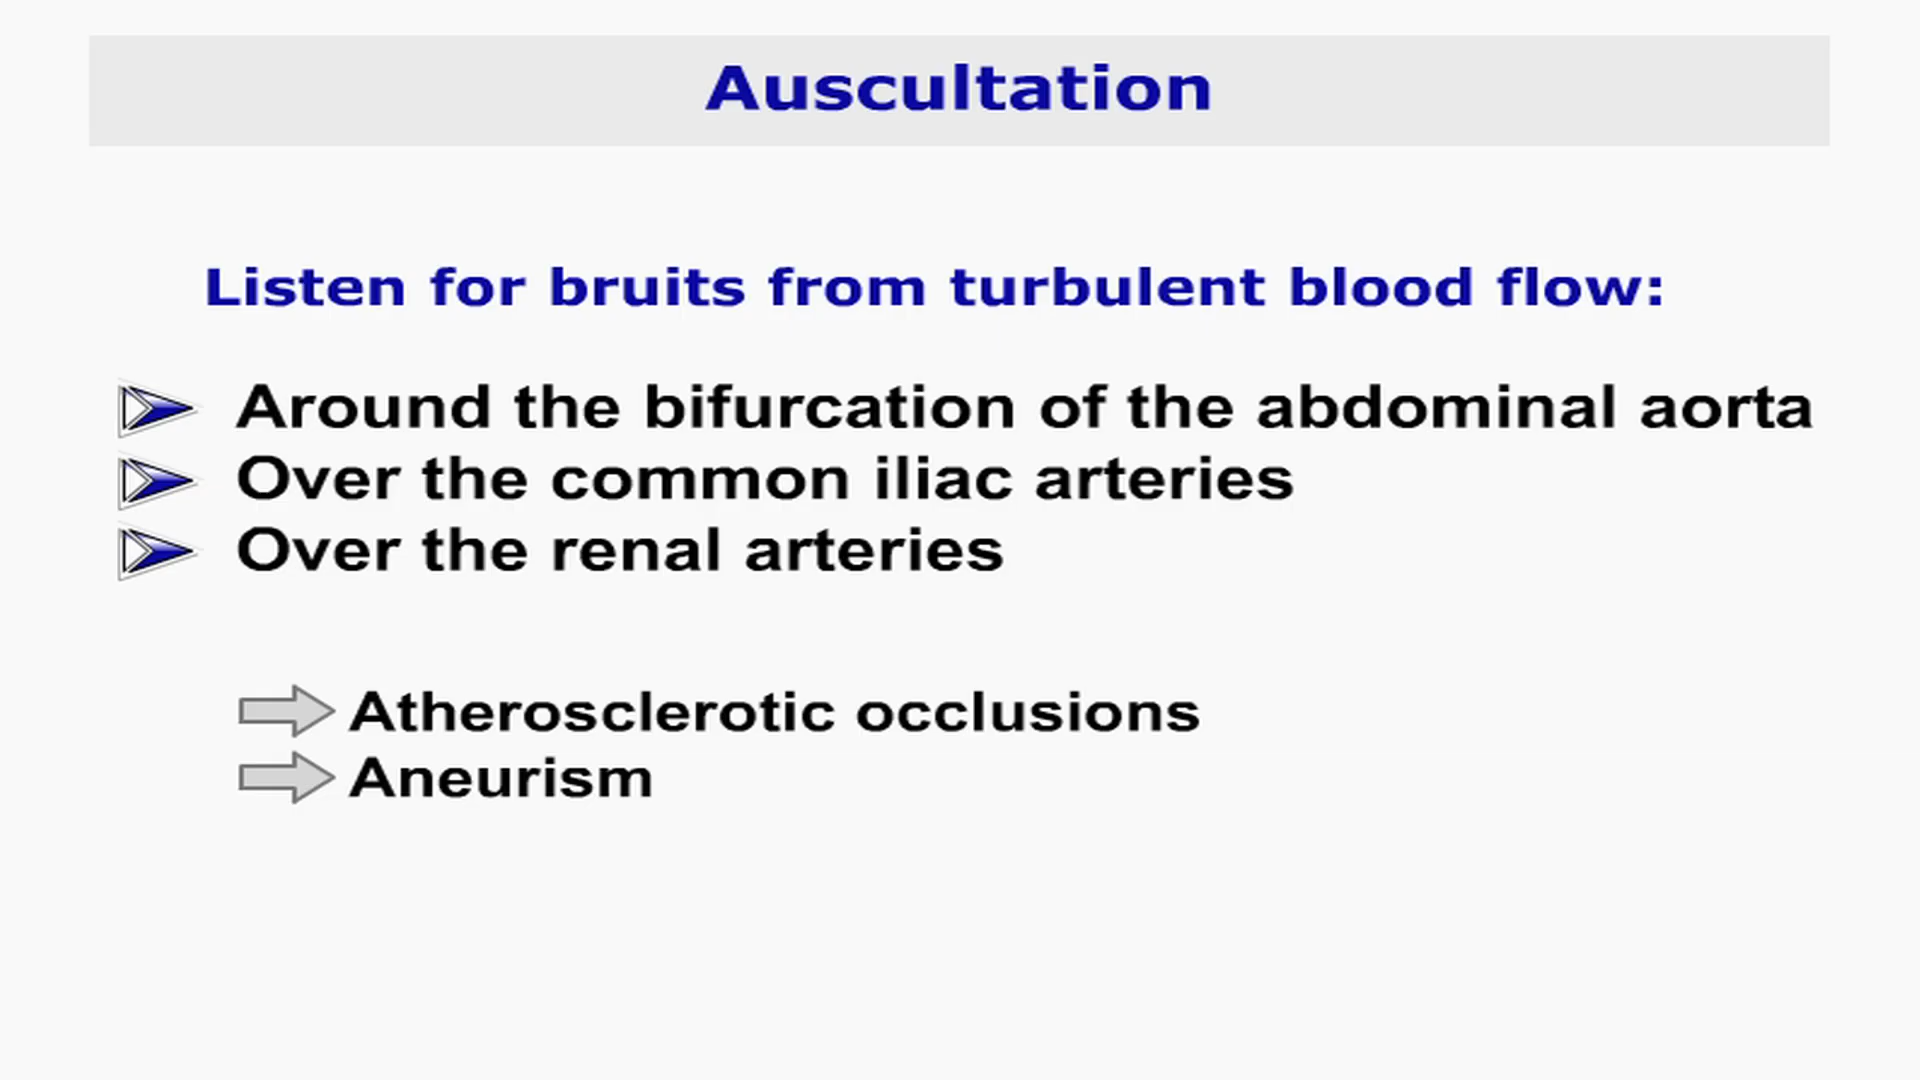 Auscultation
Listen for bruits from turbulent blood flow:
Around the bifurcation of the abdominal aorta
Over the common iliac arteries
Over the renal arteries
Atherosclerotic occlusions
Aneurism